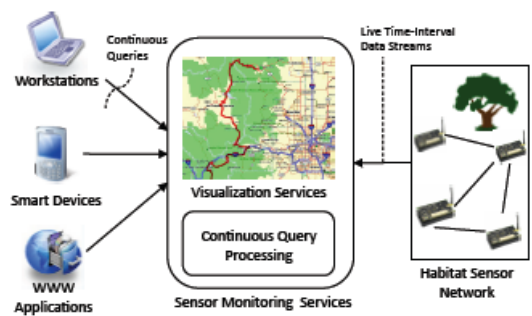 Continuous
Queries
Workstations
Smart Devices
WWW
Applications
Visualization Services
Continuous Query
Processing
Sensor Monitoring Services
Live Time-Interval
Data Streams
Habitat Sensor
Network